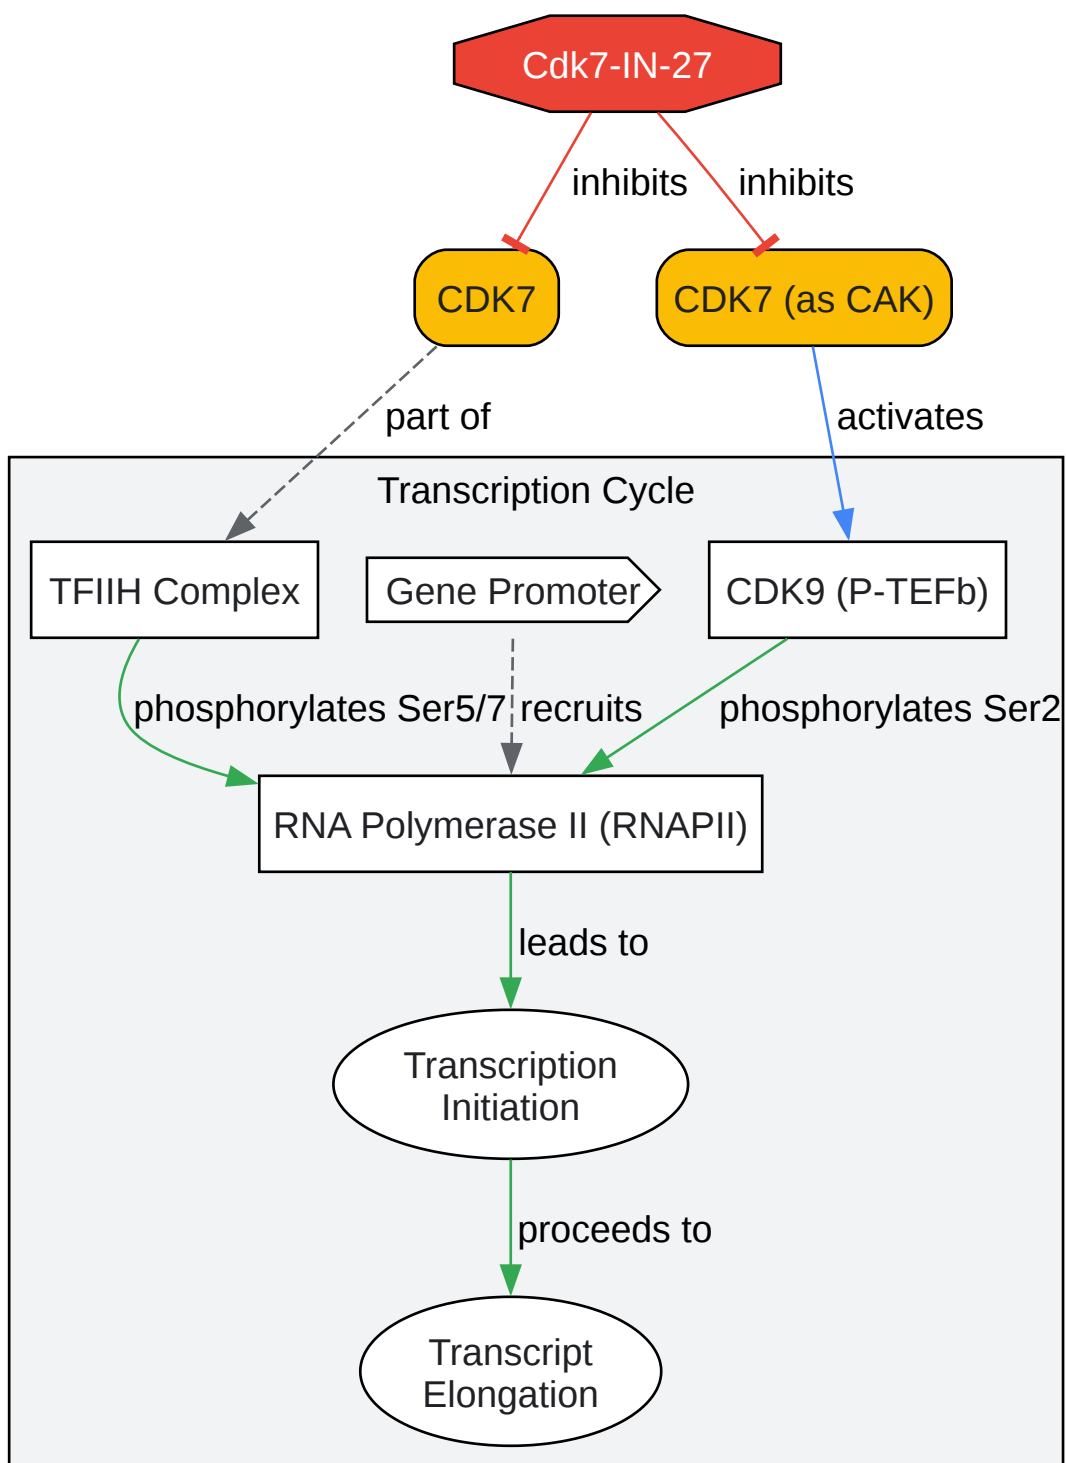 Cdk7-IN-27
inhibits
inhibits
CDK7
CDK7 (as CAK)
part of
activates
Transcription Cycle
TFIIH Complex
Gene Promoter
CDK9 (P-TEFb)
phosphorylates Ser5/7
recruits
phosphorylates Ser2
RNA Polymerase II (RNAPII)
leads to
Transcription
Initiation
proceeds to
Transcript
Elongation